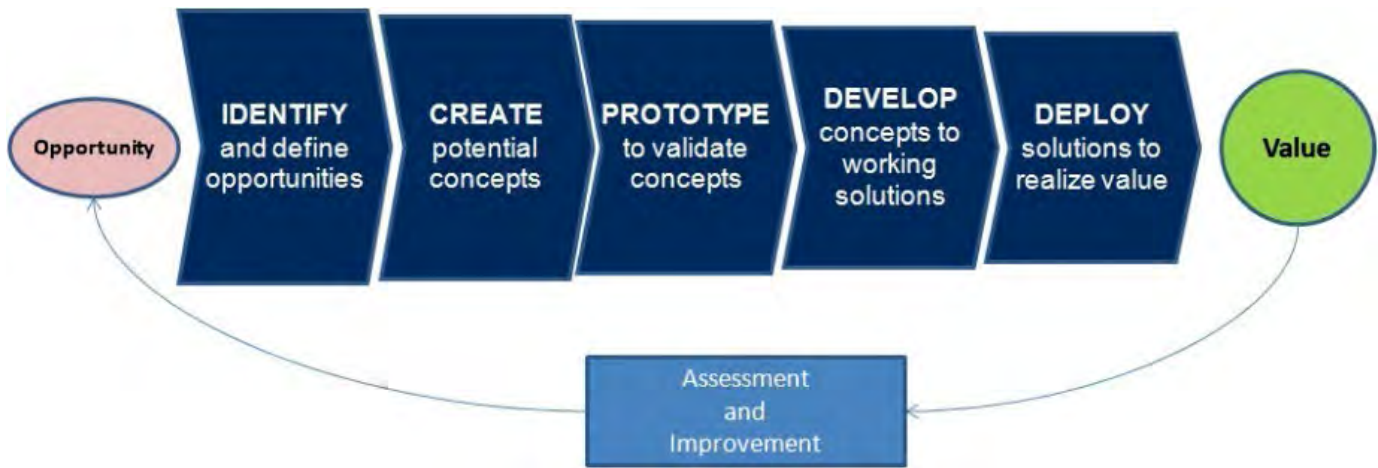 Opportunity
IDENTIFY
and define
opportunities
CREATE
potential
concepts
PROTOTYPE
to validate
concepts
DEVELOP
concepts to
working
solutions
DEPLOY
solutions to
realize value
Value
Assessment
and
Improvement